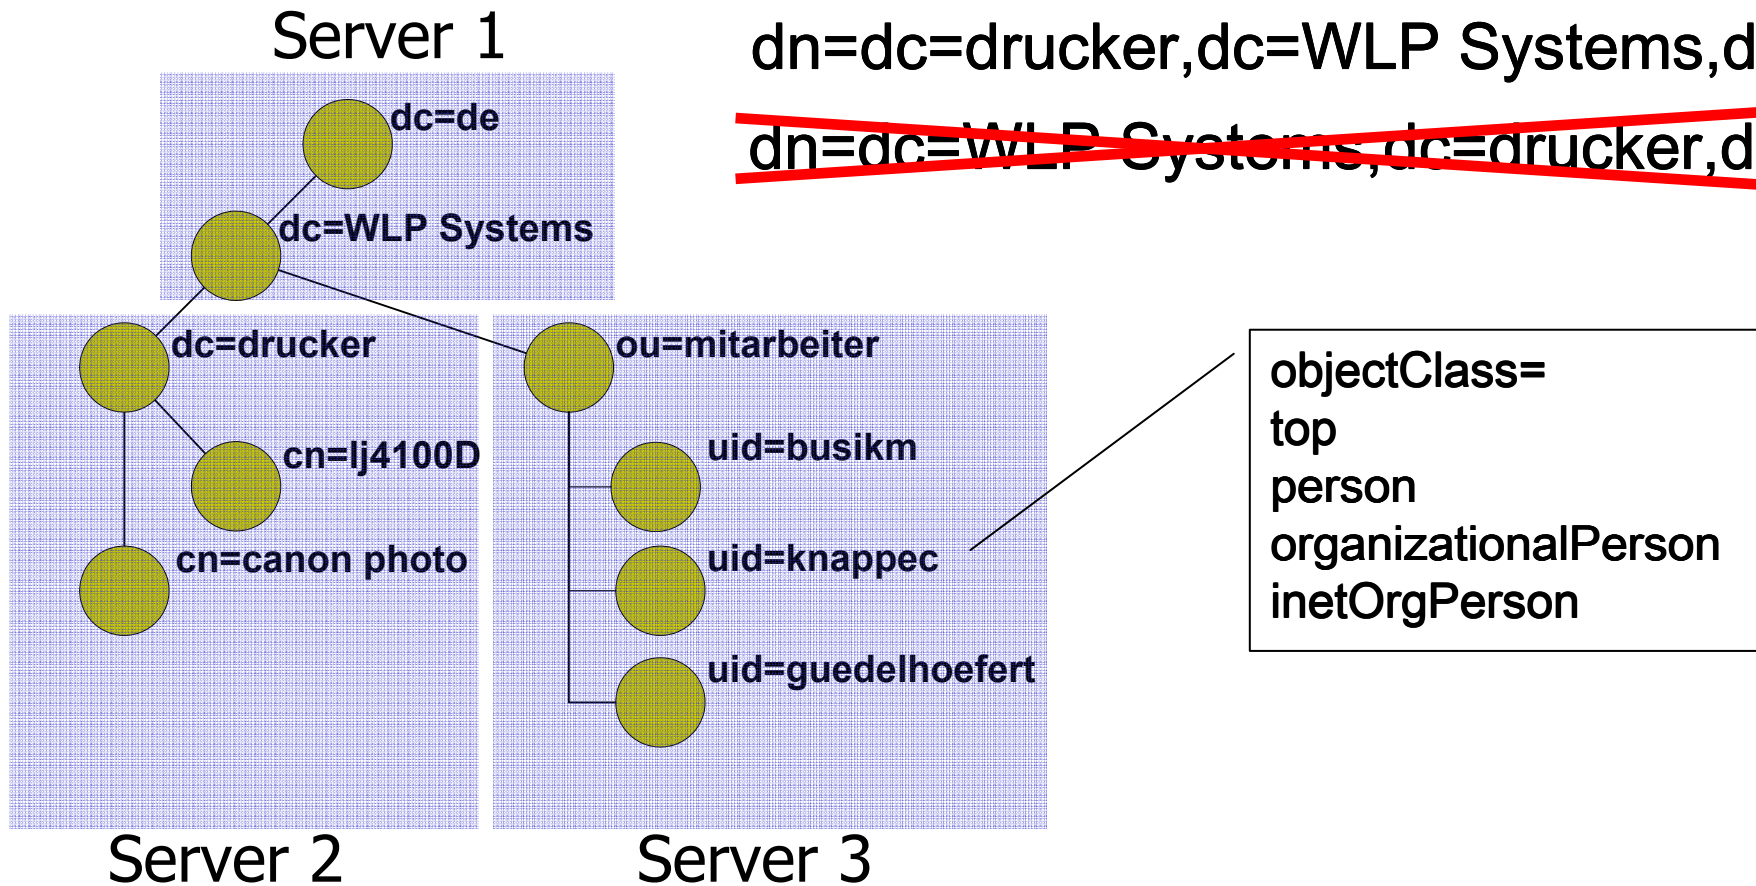 Server 1
dn=dc=drucker,dc=WLP Systems,d
dn=dc=WLP Systems,dc=drucker,d
dc=de
dc=WLP Systems
dc=drucker
ou=mitarbeiter
cn=lj4100D
cn=canon photo
uid=busikm
uid=knappec
uid=guedelhoefert
objectClass=
top
person
organizationalPerson
inetOrgPerson
Server 2
Server 3